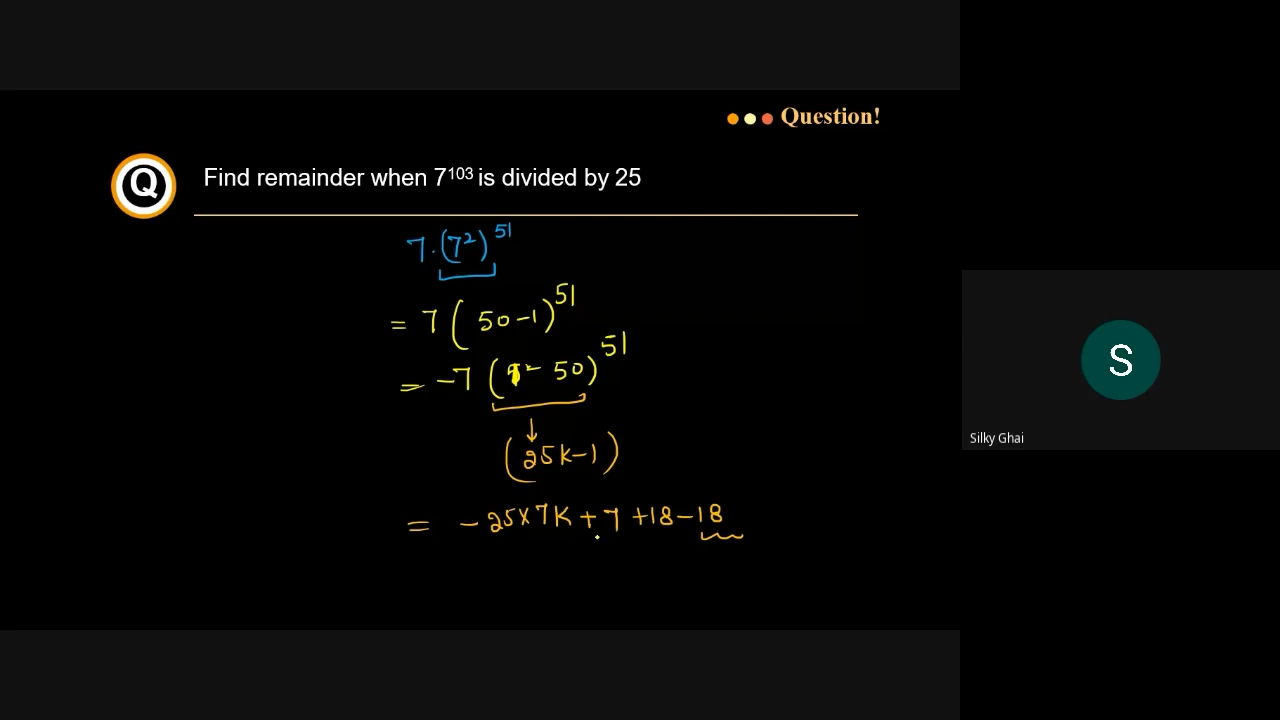 Question!
Q
Find remainder when 7¹⁰³ is divided by 25
7.(7²)⁵¹
= 7(50-1)⁵¹
= -7(1-50)⁵¹
(25K-1)
= -25×7K+7+18-18
S
Silky Ghai